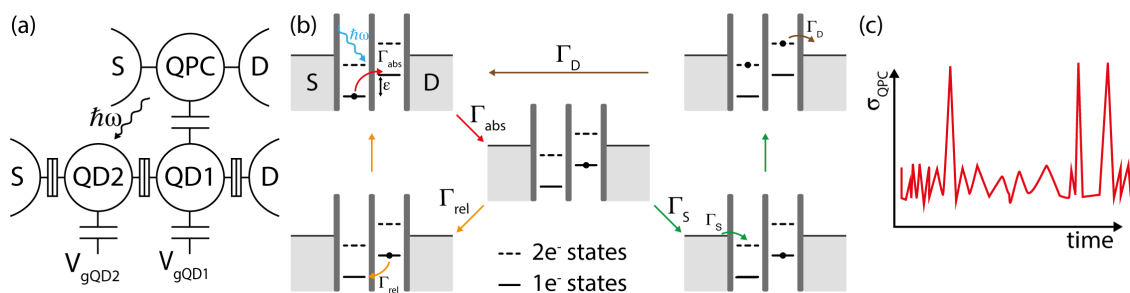 (a)
S
QPC
D
ħω
S
QD2
QD1
D
V_gQD2
V_gQD1
(b)
ħω
Γ_abs
ε
S
D
Γ_D
Γ_D
Γ_abs
Γ_rel
Γ_S
Γ_rel
Γ_S
2e⁻ states
1e⁻ states
(c)
σ_QPC
time